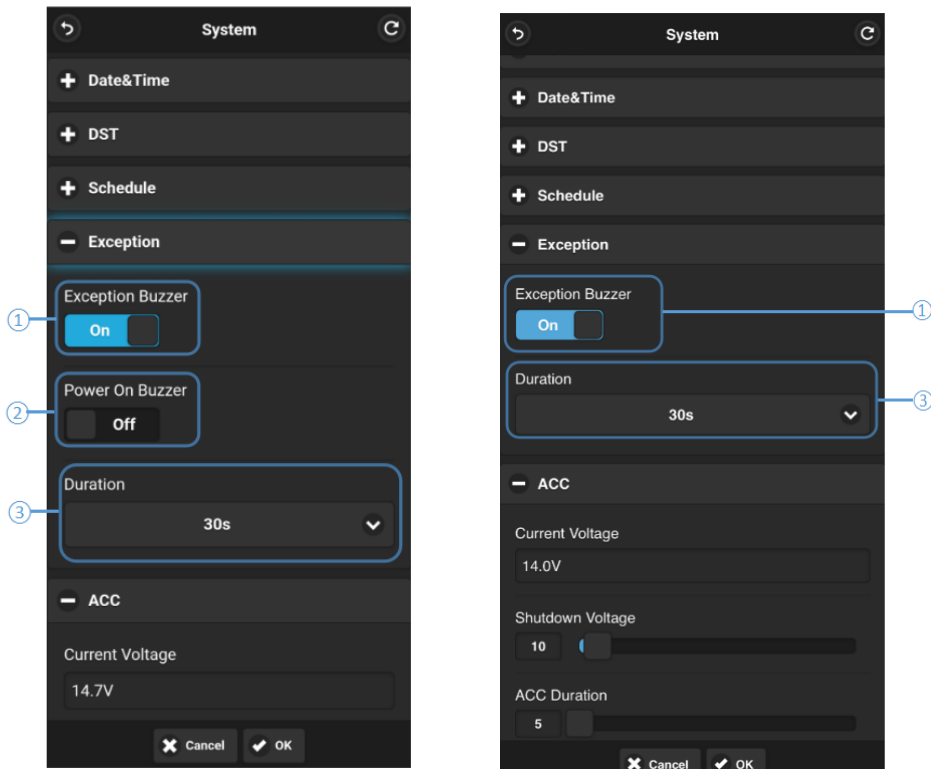 System
Date&Time
DST
Schedule
Exception
Exception Buzzer
On
Power On Buzzer
Off
Duration
30s
ACC
Current Voltage
14.7V
Cancel
OK
①
②
③
System
Date&Time
DST
Schedule
Exception
Exception Buzzer
On
Duration
30s
ACC
Current Voltage
14.0V
Shutdown Voltage
10
ACC Duration
5
Cancel
OK
①
③